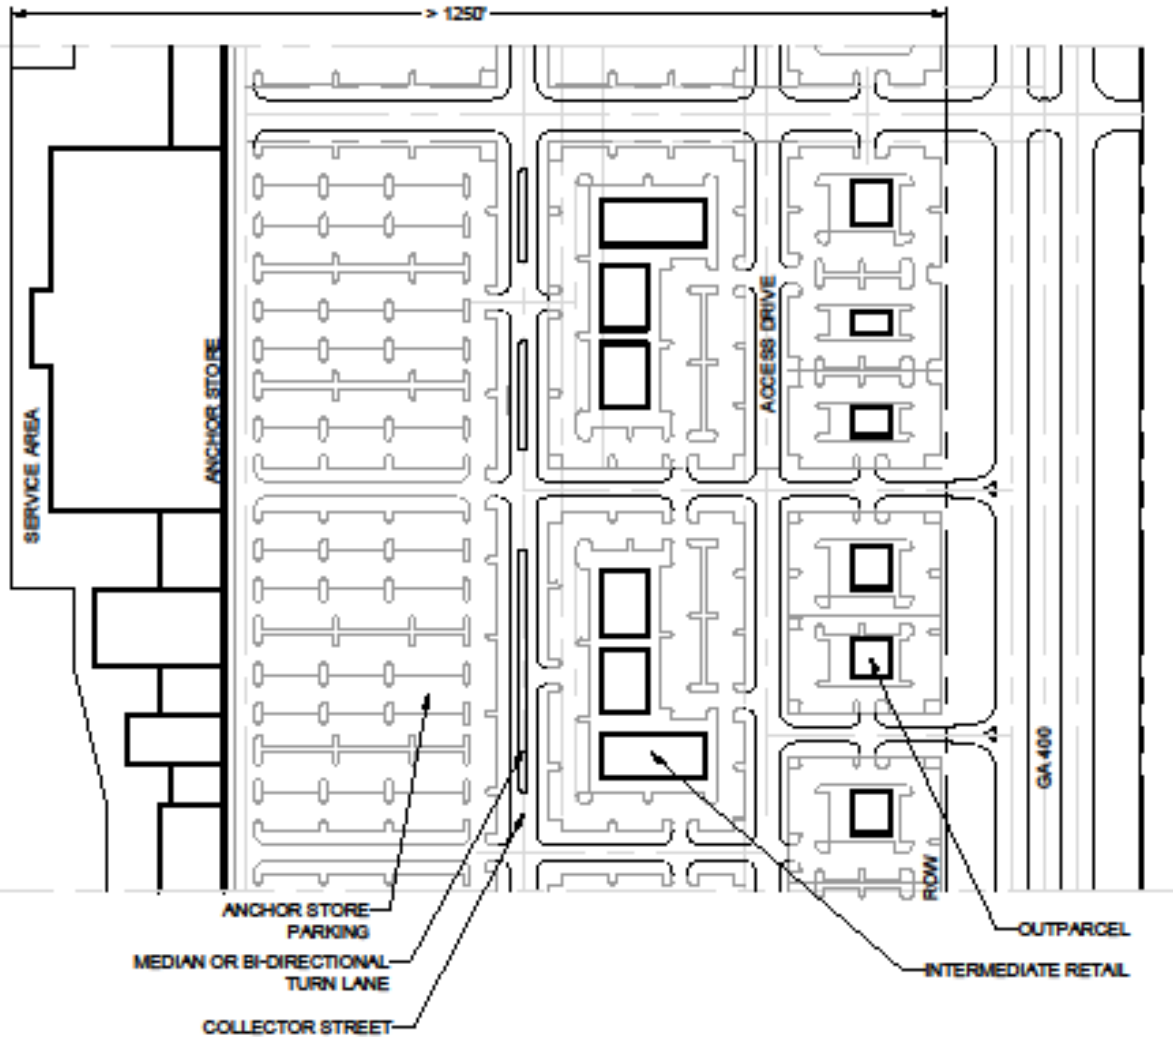 > 1250'
ACCESS DRIVE
ANCHOR STORE
SERVICE AREA
GA 400
ROW
ANCHOR STORE
PARKING
OUTPARCEL
MEDIAN OR BI-DIRECTIONAL
TURN LANE
INTERMEDIATE RETAIL
COLLECTOR STREET